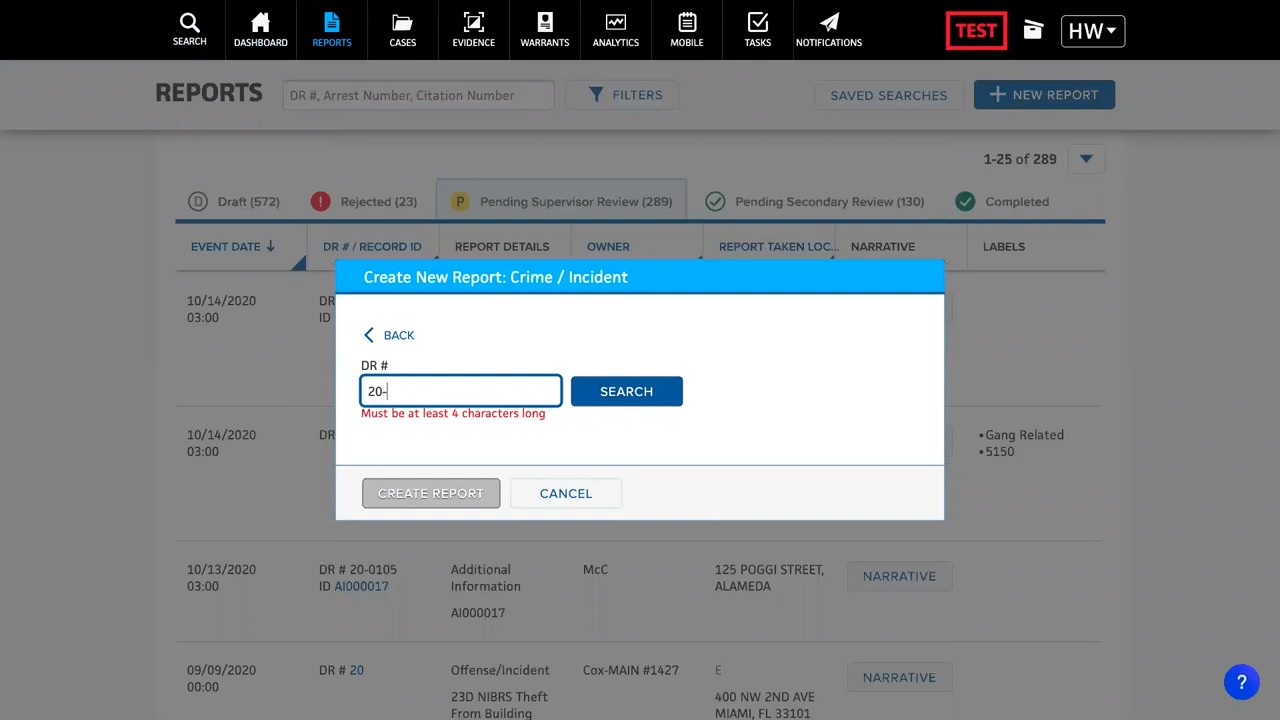 SEARCH
DASHBOARD
REPORTS
CASES
EVIDENCE
WARRANTS
ANALYTICS
MOBILE
TASKS
NOTIFICATIONS
TEST
HW
REPORTS
DR #, Arrest Number, Citation Number
FILTERS
SAVED SEARCHES
NEW REPORT
1-25 of 289
D Draft (572)
! Rejected (23)
P Pending Supervisor Review (289)
Pending Secondary Review (130)
Completed
EVENT DATE
DR # / RECORD ID
REPORT DETAILS
OWNER
REPORT TAKEN LOC...
NARRATIVE
LABELS
Create New Report: Crime / Incident
10/14/2020
03:00
DR
ID
BACK
DR #
20-
SEARCH
Must be at least 4 characters long
10/14/2020
03:00
DR
•Gang Related
•5150
CREATE REPORT
CANCEL
10/13/2020
03:00
DR # 20-0105
ID AI000017
Additional
Information
AI000017
McC
125 POGGI STREET,
ALAMEDA
NARRATIVE
09/09/2020
00:00
DR # 20
Offense/Incident
23D NIBRS Theft
From Building
Cox-MAIN #1427
E
400 NW 2ND AVE
MIAMI, FL 33101
NARRATIVE
?